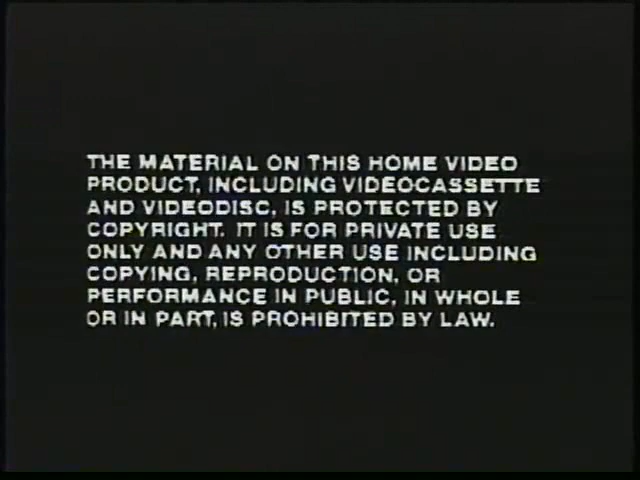 THE MATERIAL ON THIS HOME VIDEO
PRODUCT, INCLUDING VIDEOCASSETTE
AND VIDEODISC, IS PROTECTED BY
COPYRIGHT. IT IS FOR PRIVATE USE
ONLY AND ANY OTHER USE INCLUDING
COPYING, REPRODUCTION, OR
PERFORMANCE IN PUBLIC, IN WHOLE
OR IN PART, IS PROHIBITED BY LAW.